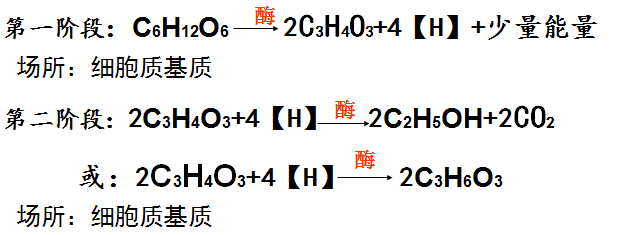 第一阶段：C₆H₁₂O₆ —酶→ 2C₃H₄O₃+4【H】+少量能量
场所：细胞质基质
第二阶段：2C₃H₄O₃+4【H】—酶→2C₂H₅OH+2CO₂
或：2C₃H₄O₃+4【H】—酶→ 2C₃H₆O₃
场所：细胞质基质